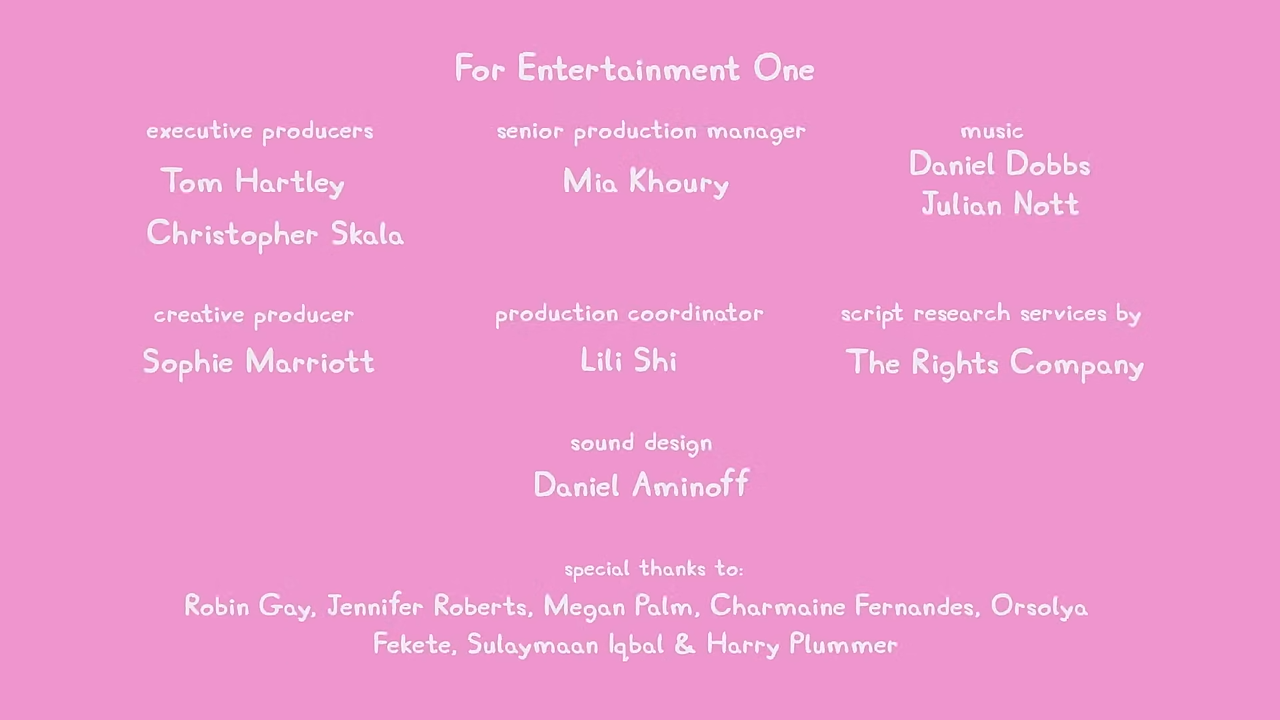 For Entertainment One
executive producers
Tom Hartley
Christopher Skala
senior production manager
Mia Khoury
music
Daniel Dobbs
Julian Nott
creative producer
Sophie Marriott
production coordinator
Lili Shi
script research services by
The Rights Company
sound design
Daniel Aminoff
special thanks to:
Robin Gay, Jennifer Roberts, Megan Palm, Charmaine Fernandes, Orsolya
Fekete, Sulaymaan Iqbal & Harry Plummer